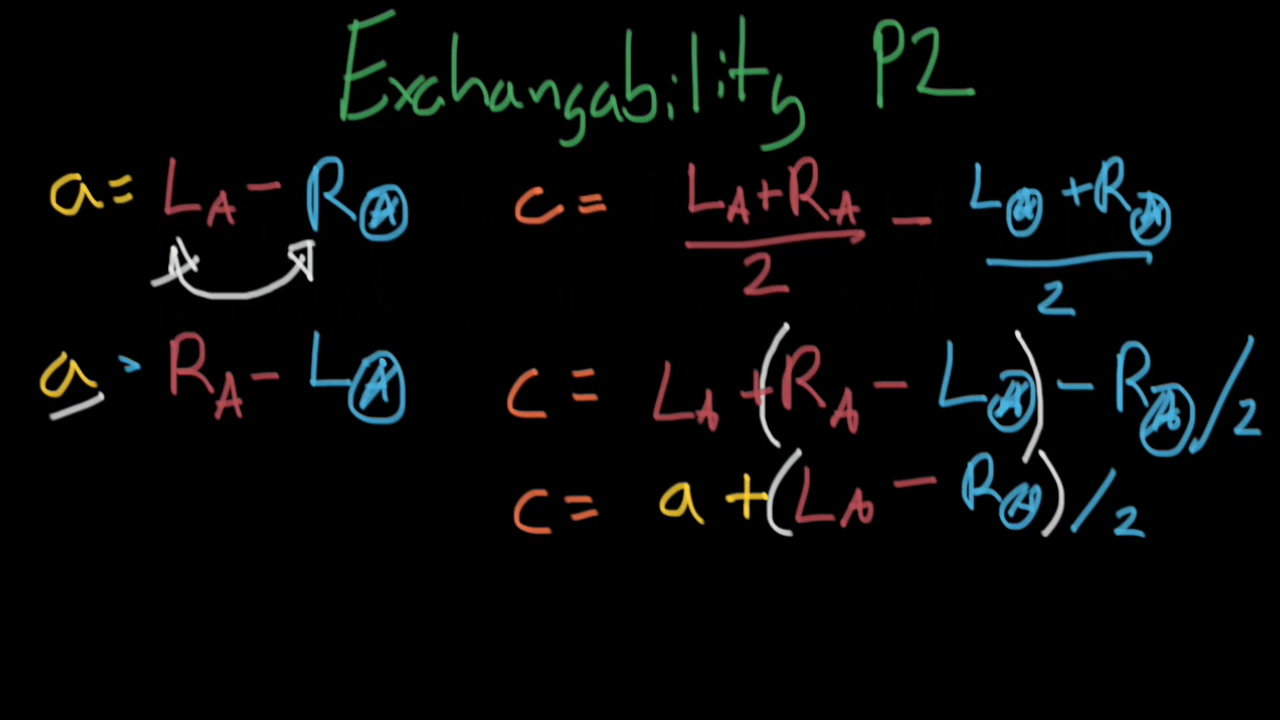 Exchangability P2
a = L_A - R_Ⓐ
c = (L_A + R_A)/2 - (L_Ⓐ + R_Ⓐ)/2
a = R_A - L_Ⓐ
c = L_A + (R_A - L_Ⓐ) - R_Ⓐ / 2
c = a + (L_A - R_Ⓐ) / 2